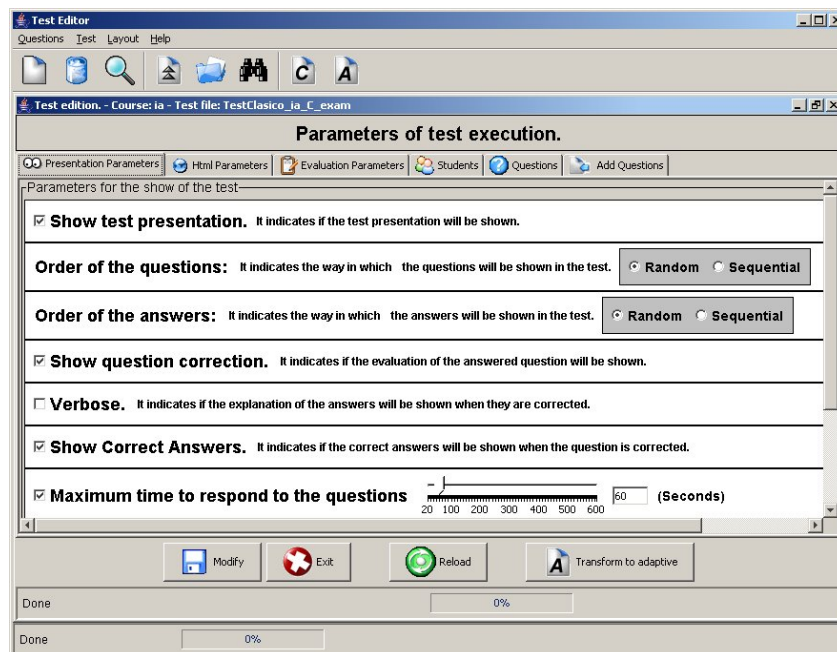 Test Editor
Questions Test Layout Help
C A
Test edition. - Course: ia - Test file: TestClasico_ia_C_exam
Parameters of test execution.
Presentation Parameters Html Parameters Evaluation Parameters Students Questions Add Questions
Parameters for the show of the test
Show test presentation. It indicates if the test presentation will be shown.
Order of the questions: It indicates the way in which the questions will be shown in the test. Random Sequential
Order of the answers: It indicates the way in which the answers will be shown in the test. Random Sequential
Show question correction. It indicates if the evaluation of the answered question will be shown.
Verbose. It indicates if the explanation of the answers will be shown when they are corrected.
Show Correct Answers. It indicates if the correct answers will be shown when the question is corrected.
Maximum time to respond to the questions 60 (Seconds)
20 100 200 300 400 500 600
Modify Exit Reload A Transform to adaptive
Done 0%
Done 0%